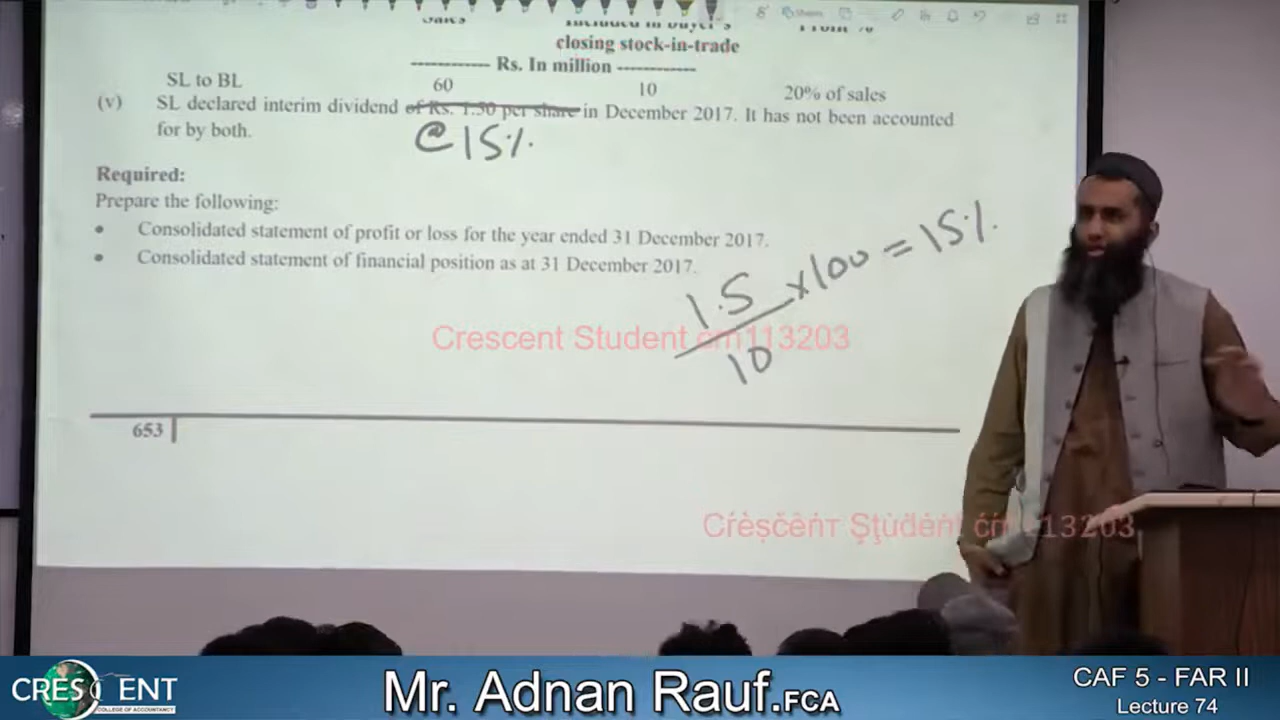 closing stock-in-trade
------------ Rs. In million ------------
SL to BL 60 10 20% of sales
(v) SL declared interim dividend of Rs. 1.50 per share in December 2017. It has not been accounted
for by both.
@ 15%
Required:
Prepare the following:
• Consolidated statement of profit or loss for the year ended 31 December 2017.
• Consolidated statement of financial position as at 31 December 2017.
1.5
10
×100 = 15%
Crescent Student cm113203
653
Crėșčėńт Şţùďėńţ ćṁ113203
CRESCENT
COLLEGE OF ACCOUNTANCY
Mr. Adnan Rauf.FCA
CAF 5 - FAR II
Lecture 74